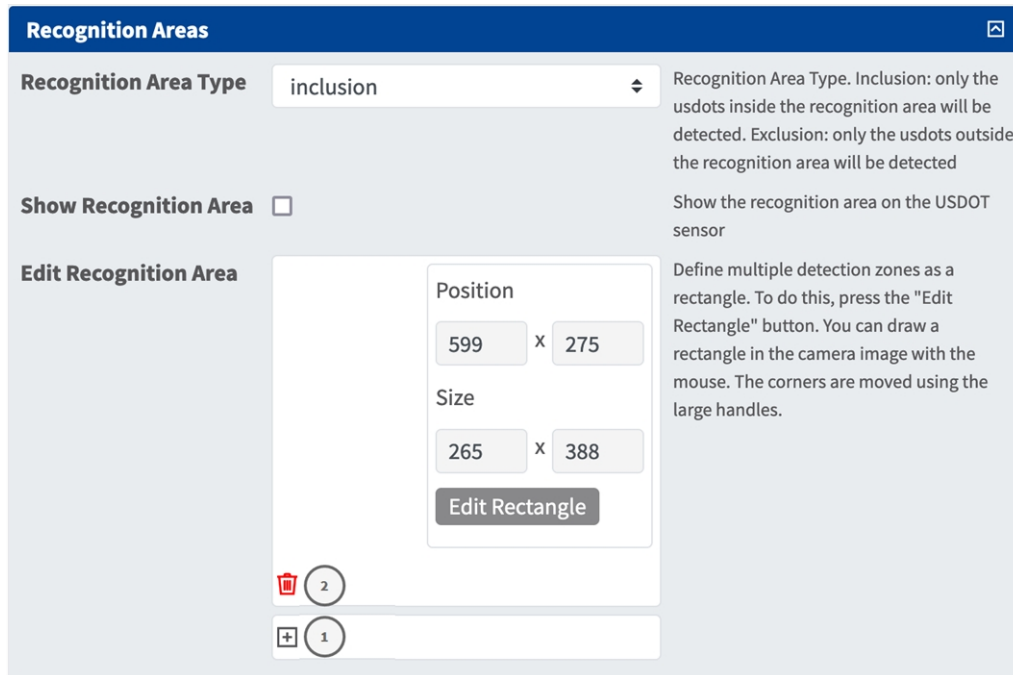 Recognition Areas
Recognition Area Type
inclusion
Recognition Area Type. Inclusion: only the
usdots inside the recognition area will be
detected. Exclusion: only the usdots outside
the recognition area will be detected
Show Recognition Area
Show the recognition area on the USDOT
sensor
Edit Recognition Area
Position
599 x 275
Size
265 x 388
Edit Rectangle
Define multiple detection zones as a
rectangle. To do this, press the "Edit
Rectangle" button. You can draw a
rectangle in the camera image with the
mouse. The corners are moved using the
large handles.
2
1